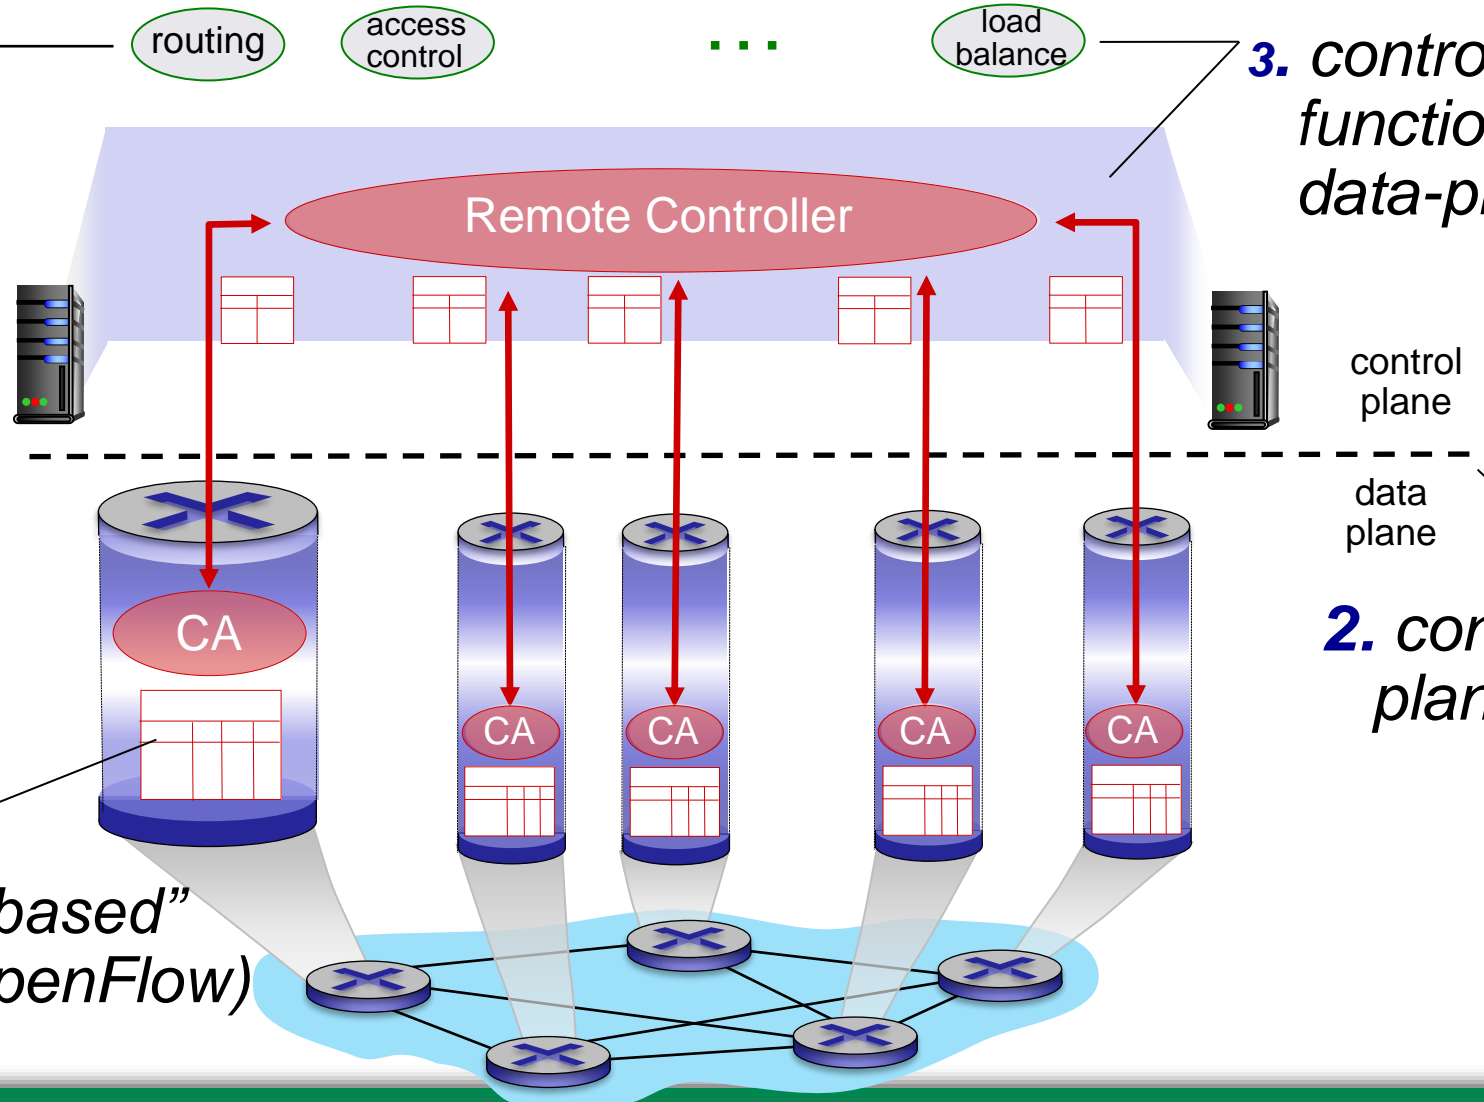 routing
access
control
...
load
balance
3. contro
functio
data-p
Remote Controller
control
plane
data
plane
2. con
plan
CA
CA
CA
CA
CA
based”
penFlow)